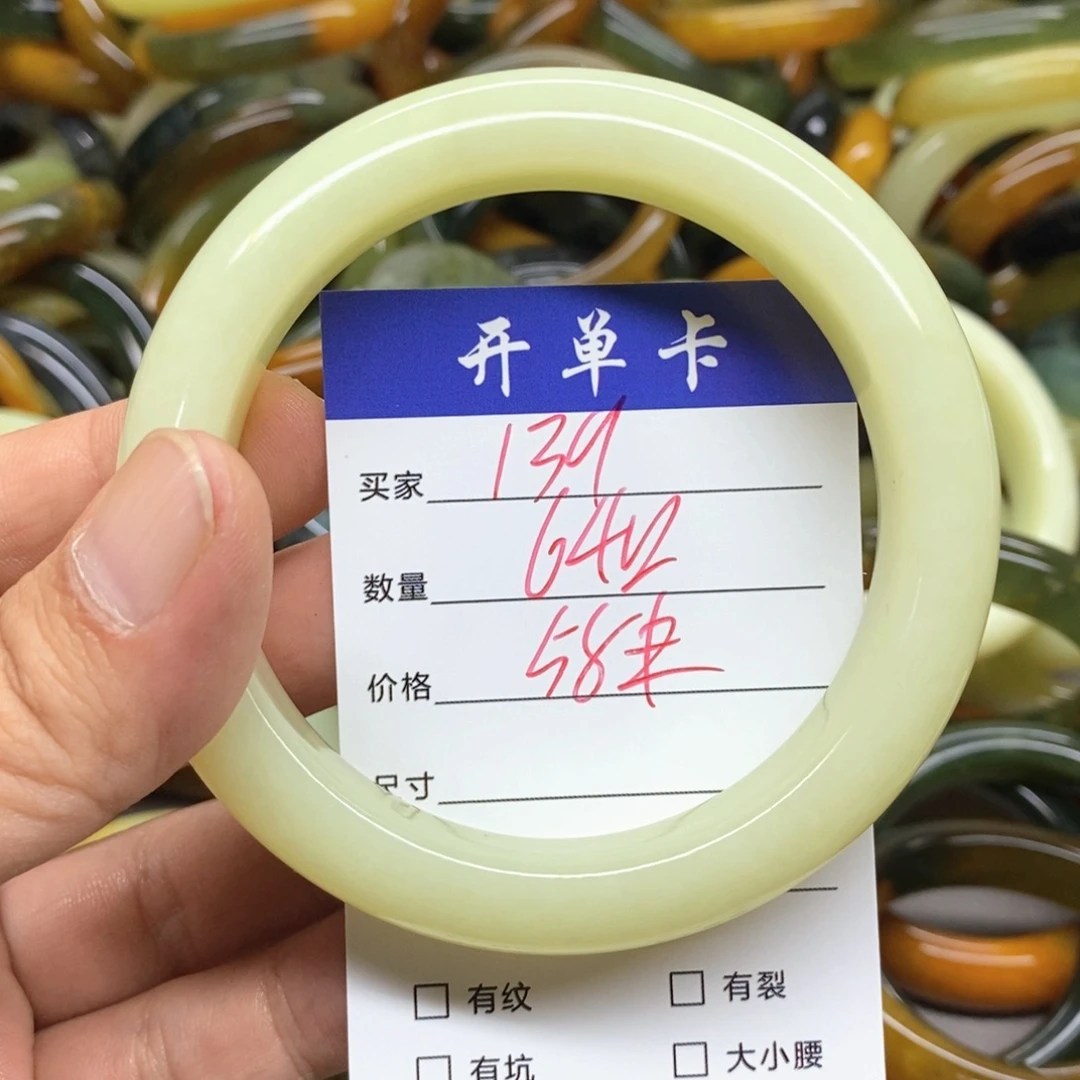 开单卡
买家 139
数量
价格 58
尺寸
有纹 有裂
有坑 大小腰